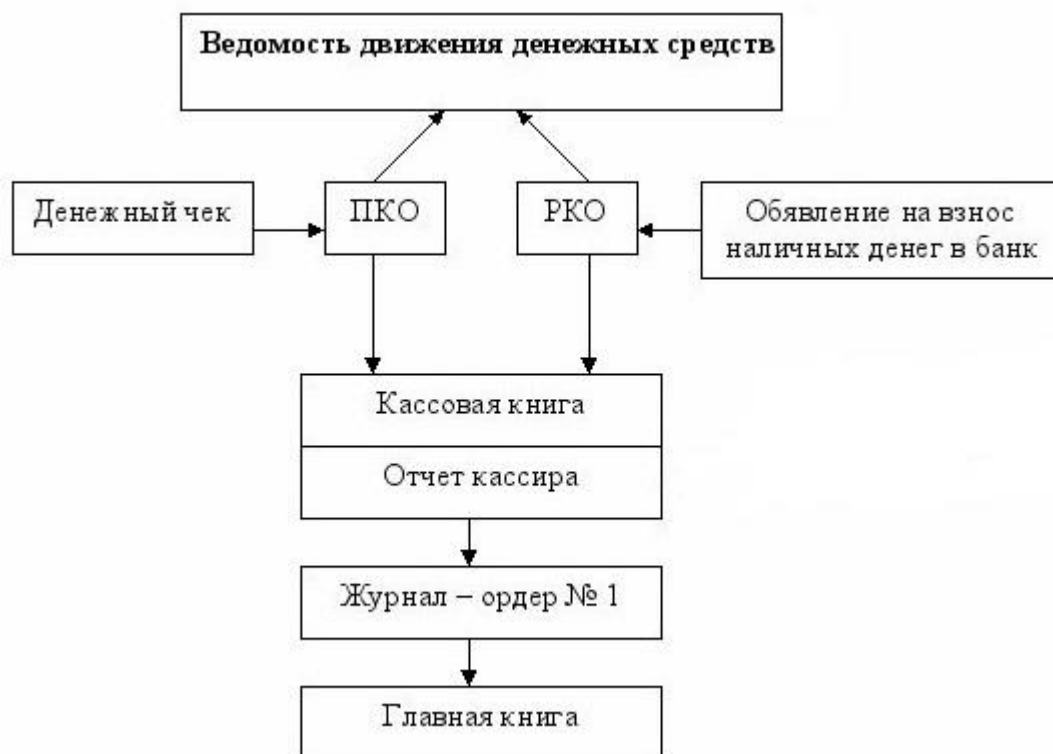 Ведомость движения денежных средств
Денежный чек
ПКО
РКО
Обявление на взнос
наличных денег в банк
Кассовая книга
Отчет кассира
Журнал – ордер № 1
Главная книга